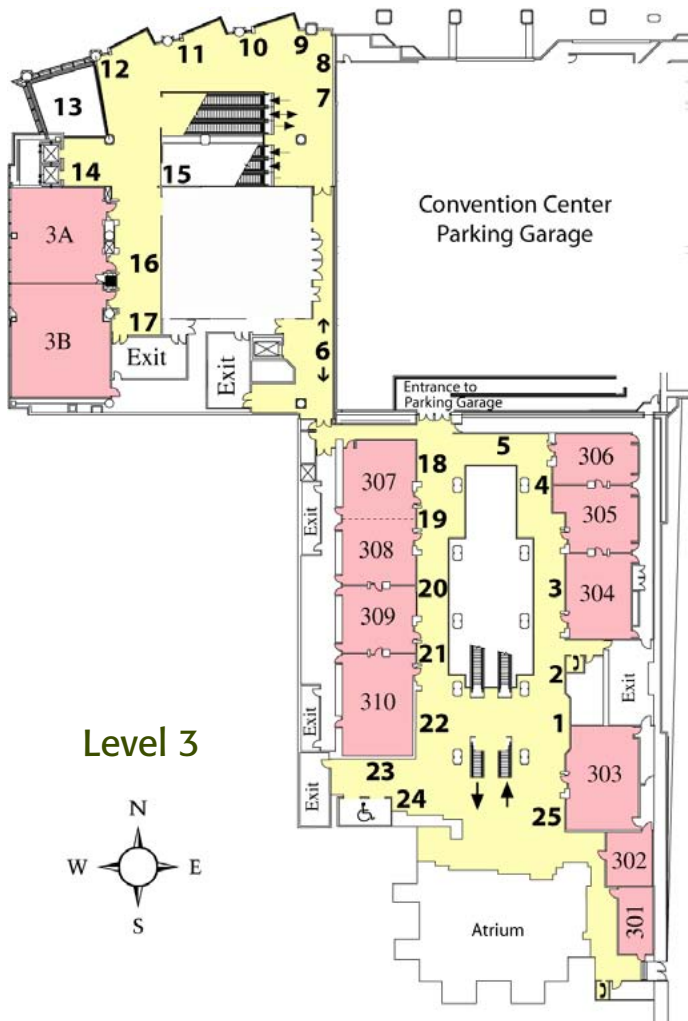 9
10
8
11
12
7
13
15
14
Convention Center
Parking Garage
3A
16
17
3B
Exit
Exit
6
Entrance to
Parking Garage
5
18
306
307
4
Exit
19
305
308
20
3
304
309
21
2
Exit
310
Exit
22
1
Level 3
303
23
Exit
24
25
N
W E
S
302
301
Atrium